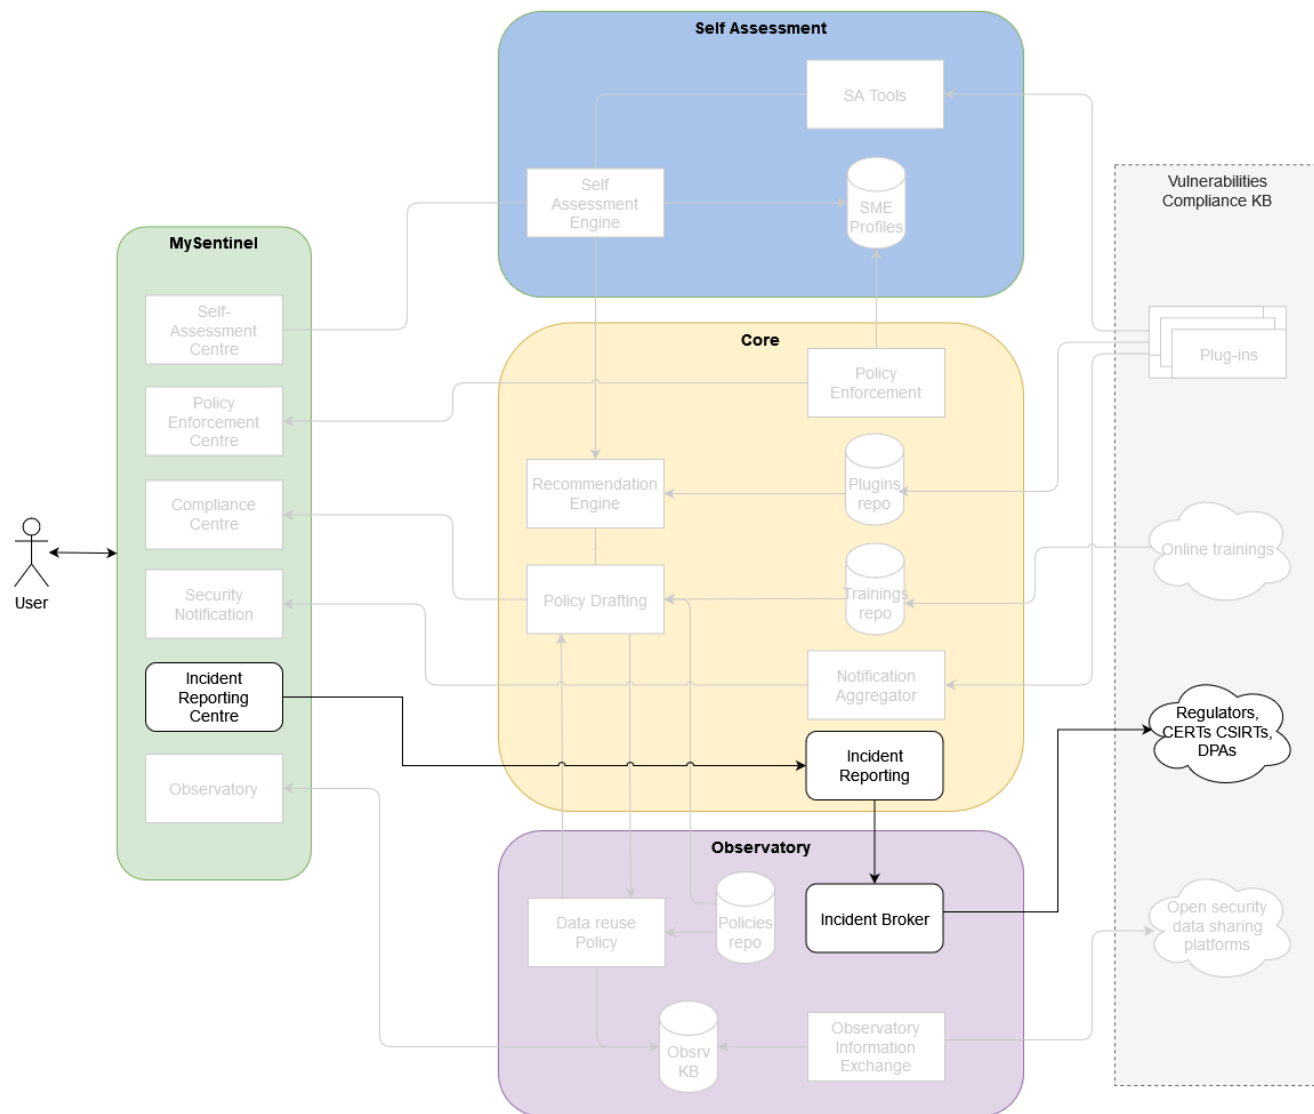 Self Assessment
SA Tools
Self
Assessment
Engine
SME
Profiles
Vulnerabilities
Compliance KB
Plug-ins
Online trainings
Regulators,
CERTs CSIRTs,
DPAs
Open security
data sharing
platforms
MySentinel
Self-
Assessment
Centre
Policy
Enforcement
Centre
Compliance
Centre
Security
Notification
Incident
Reporting
Centre
Observatory
User
Core
Policy
Enforcement
Recommendation
Engine
Plugins
repo
Policy Drafting
Trainings
repo
Notification
Aggregator
Incident
Reporting
Observatory
Data reuse
Policy
Policies
repo
Incident Broker
Obsrv
KB
Observatory
Information
Exchange